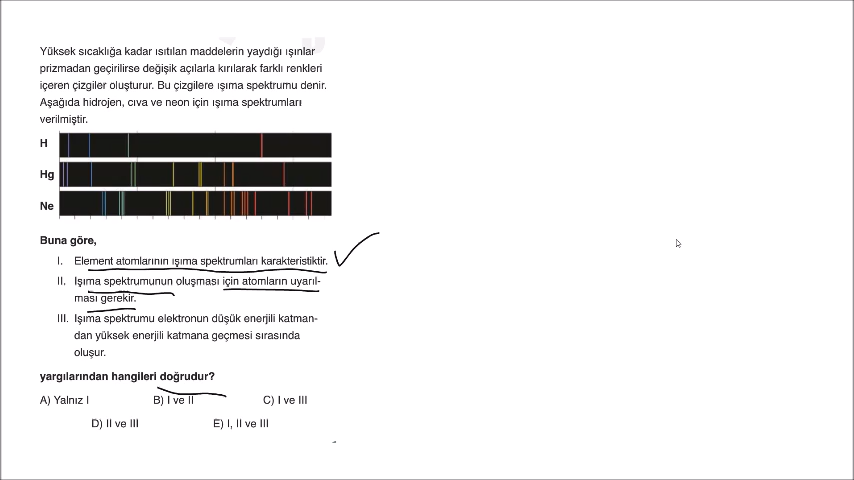 Yüksek sıcaklığa kadar ısıtılan maddelerin yaydığı ışınlar
prizmadan geçirilirse değişik açılarla kırılarak farklı renkleri
içeren çizgiler oluşturur. Bu çizgilere ışıma spektrumu denir.
Aşağıda hidrojen, cıva ve neon için ışıma spektrumları
verilmiştir.
H
Hg
Ne
Buna göre,
I. Element atomlarının ışıma spektrumları karakteristiktir.
II. Işıma spektrumunun oluşması için atomların uyarıl-
ması gerekir.
III. Işıma spektrumu elektronun düşük enerjili katman-
dan yüksek enerjili katmana geçmesi sırasında
oluşur.
yargılarından hangileri doğrudur?
A) Yalnız I B) I ve II C) I ve III
D) II ve III E) I, II ve III